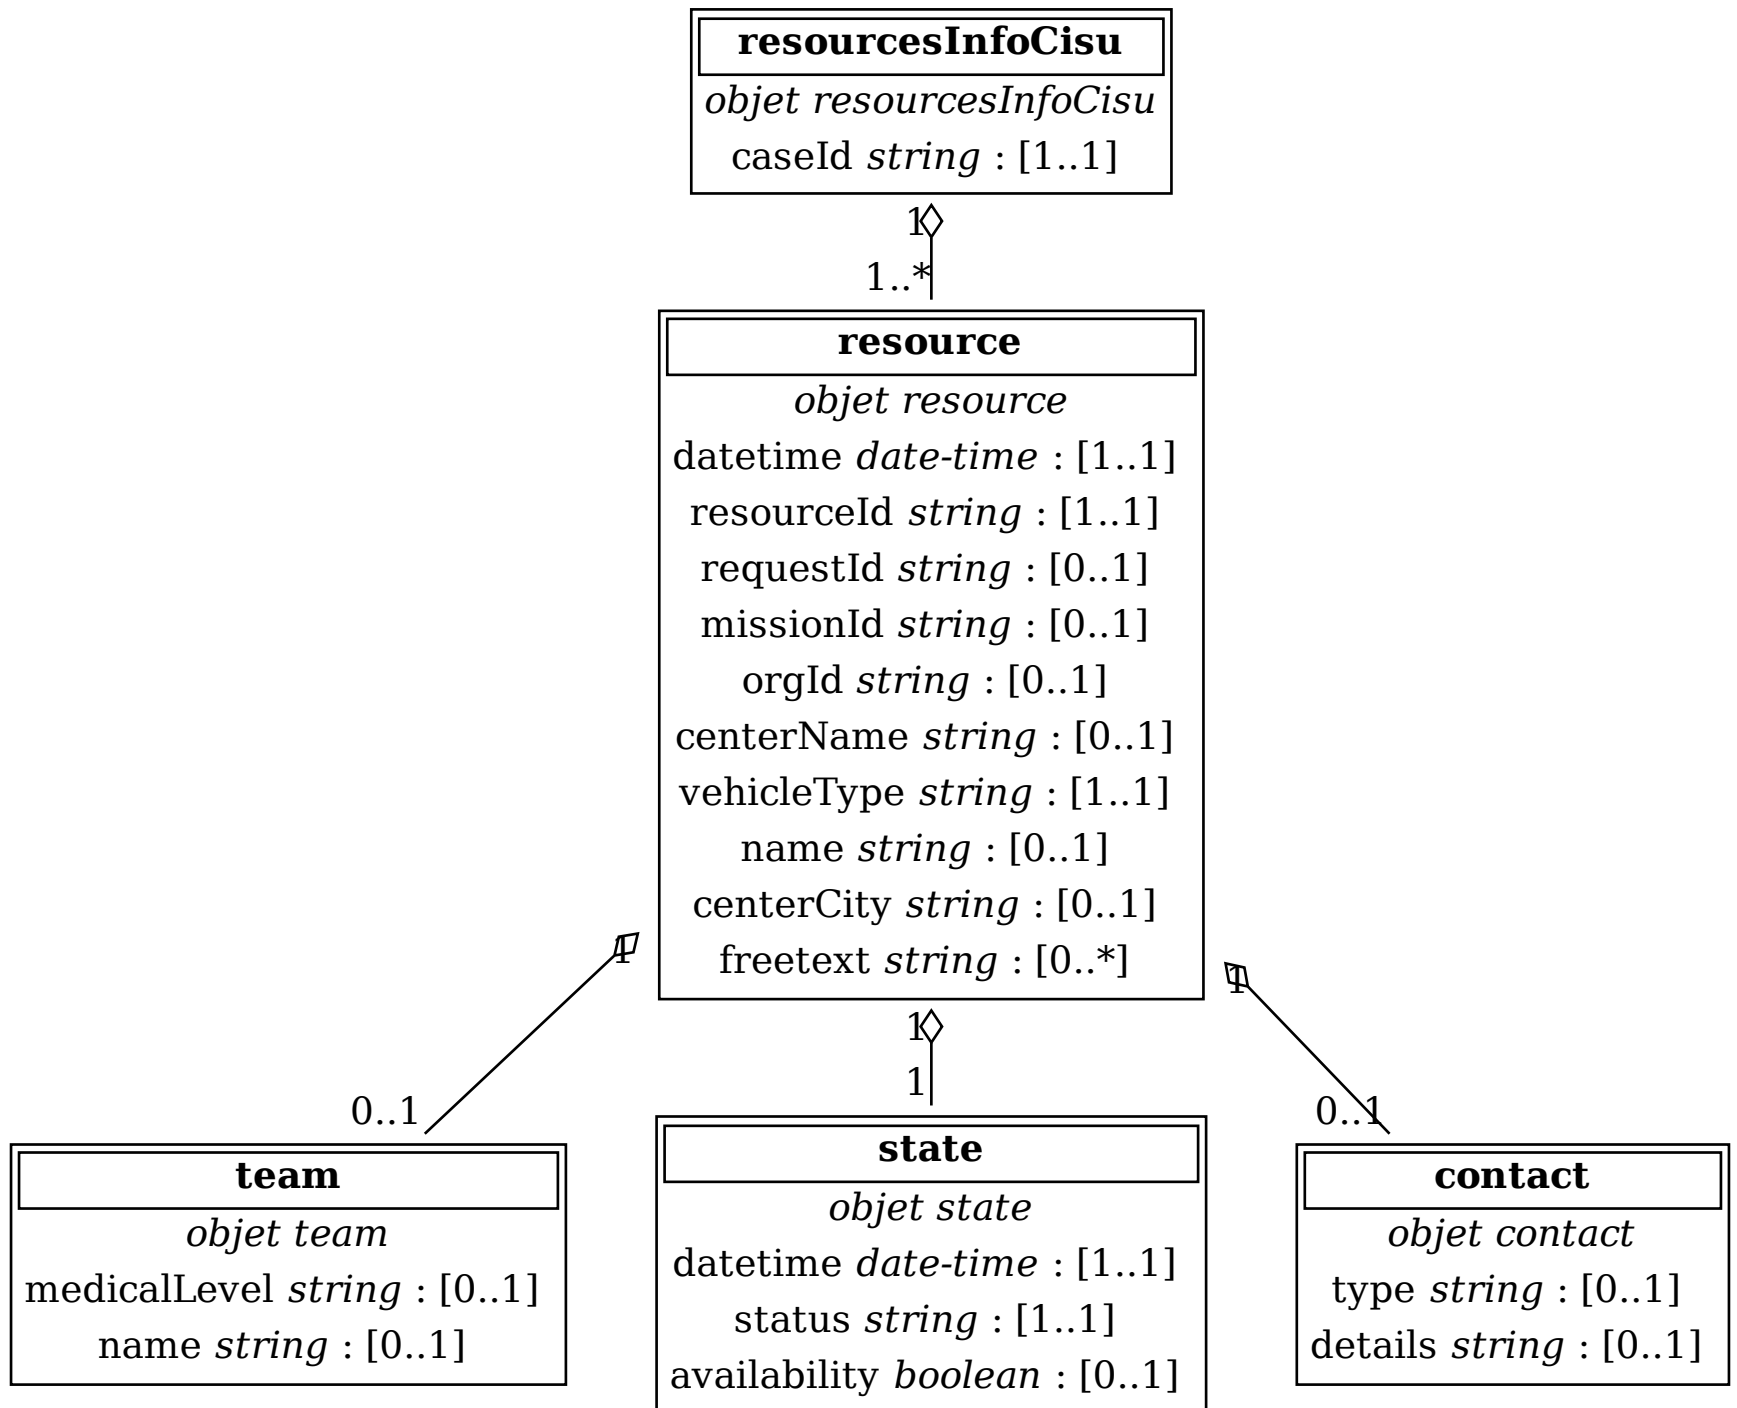 resourcesInfoCisu
objet resourcesInfoCisu
caseId string : [1..1]
1
1..*
resource
objet resource
datetime date-time : [1..1]
resourceId string : [1..1]
requestId string : [0..1]
missionId string : [0..1]
orgId string : [0..1]
centerName string : [0..1]
vehicleType string : [1..1]
name string : [0..1]
centerCity string : [0..1]
freetext string : [0..*]
1
0..1
1
1
1
0..1
team
objet team
medicalLevel string : [0..1]
name string : [0..1]
state
objet state
datetime date-time : [1..1]
status string : [1..1]
availability boolean : [0..1]
contact
objet contact
type string : [0..1]
details string : [0..1]